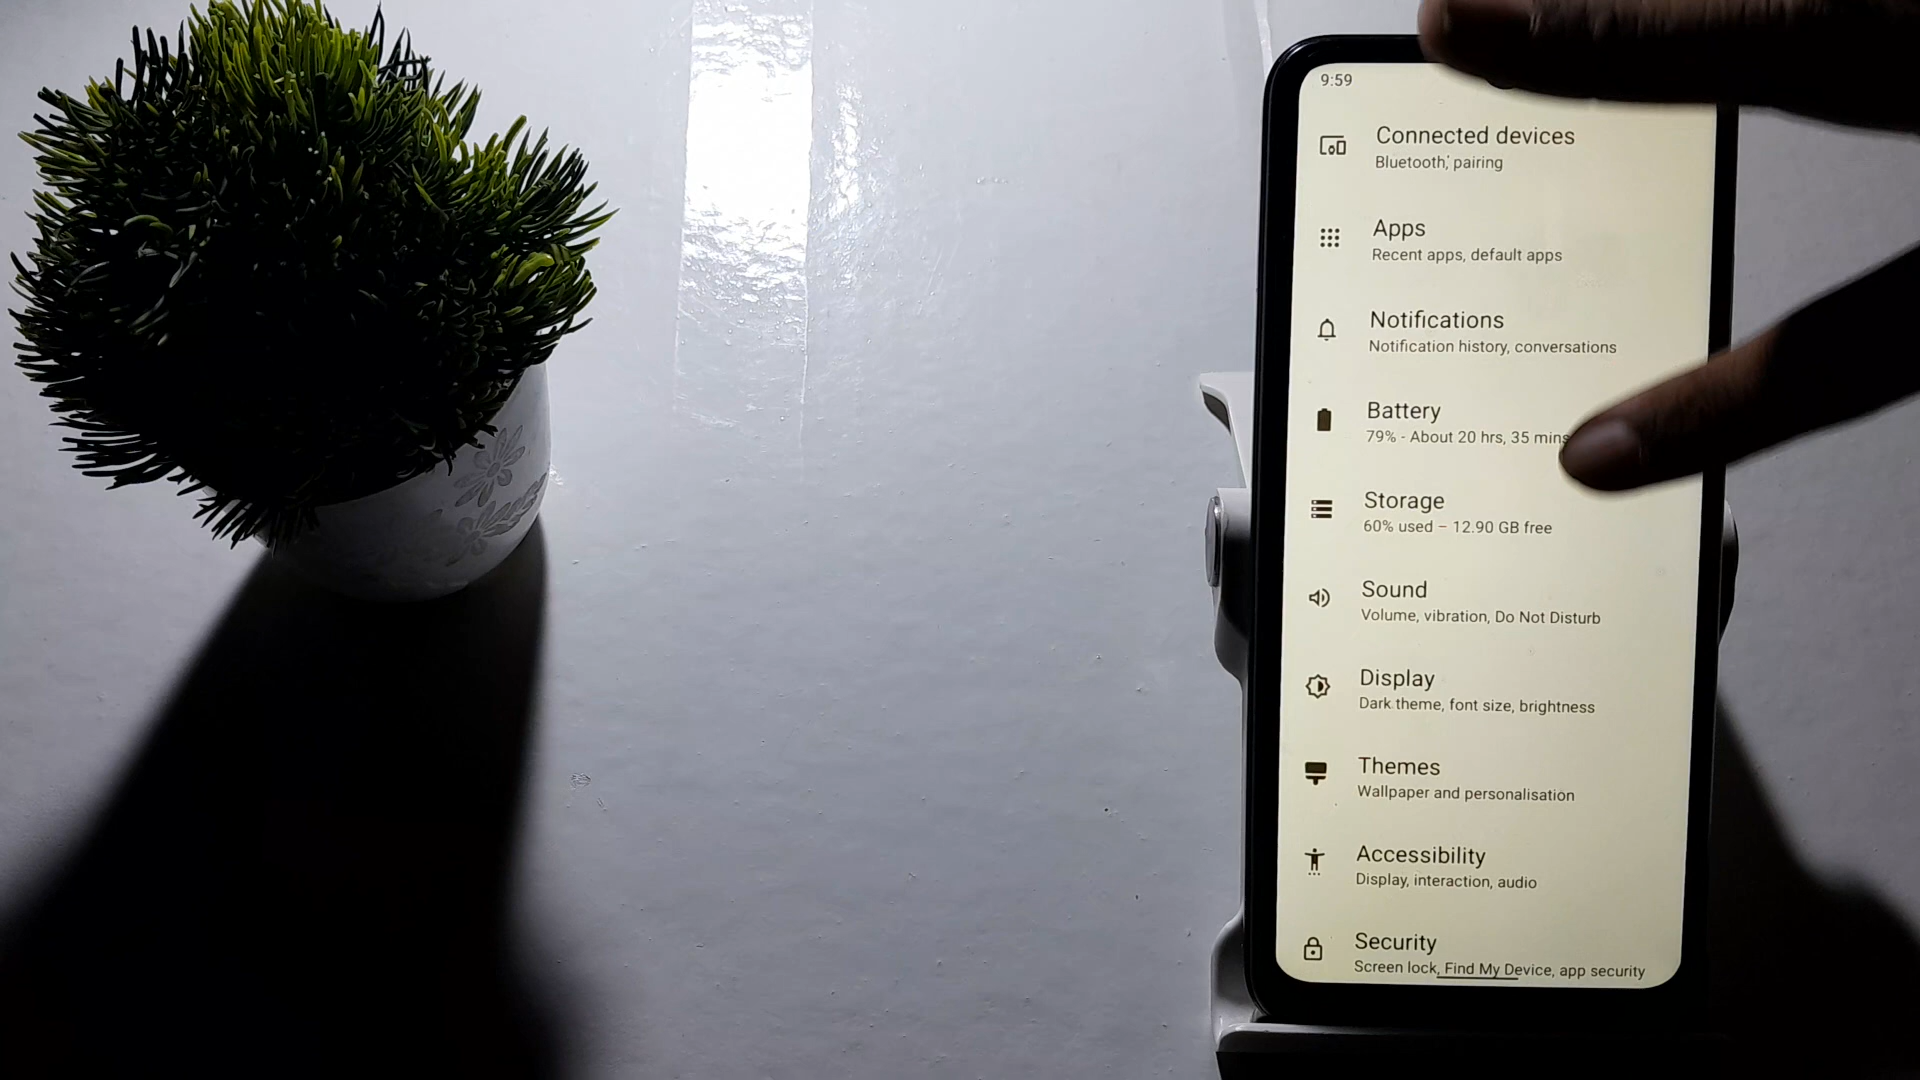 9:59
Connected devices
Bluetooth, pairing
Apps
Recent apps, default apps
Notifications
Notification history, conversations
Battery
79% - About 20 hrs, 35 mins
Storage
60% used – 12.90 GB free
Sound
Volume, vibration, Do Not Disturb
Display
Dark theme, font size, brightness
Themes
Wallpaper and personalisation
Accessibility
Display, interaction, audio
Security
Screen lock, Find My Device, app security